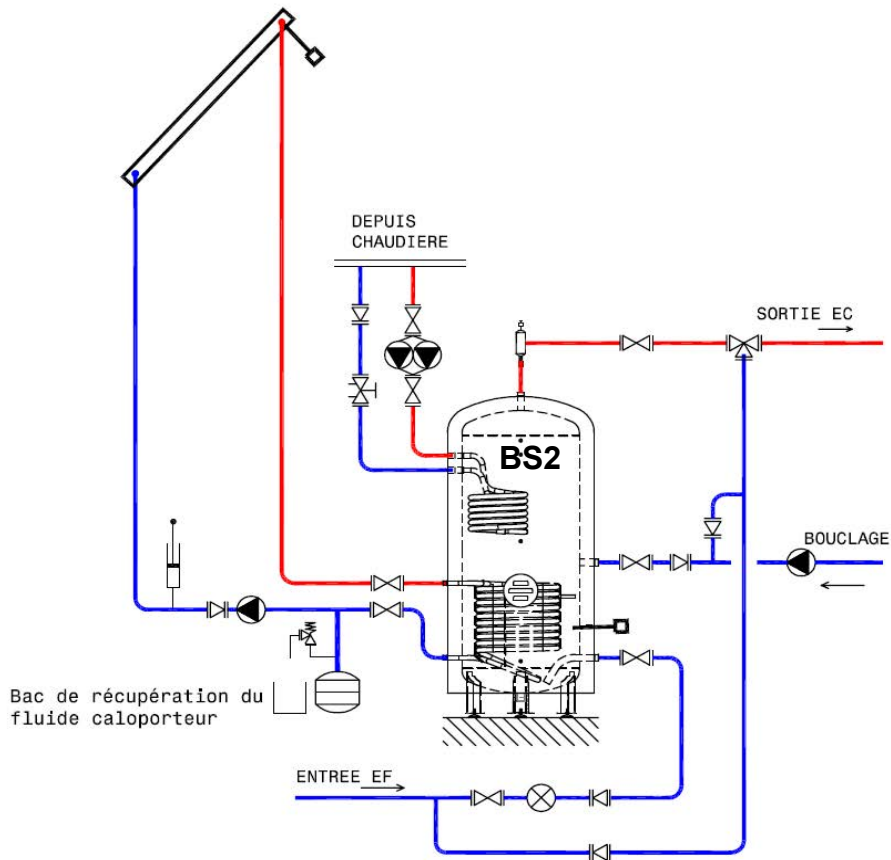 DEPUIS
CHAUDIERE
SORTIE EC
BS2
BOUCLAGE
Bac de récupération du
fluide caloporteur
ENTREE EF